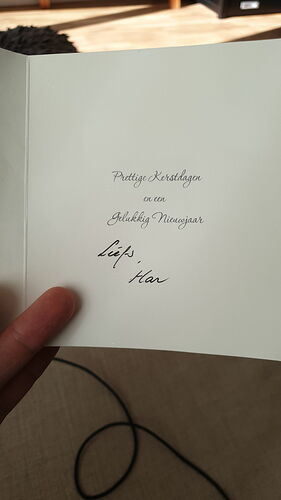 Prettige Kerstdagen
en een
Gelukkig Nieuwjaar
Liefs,
Har